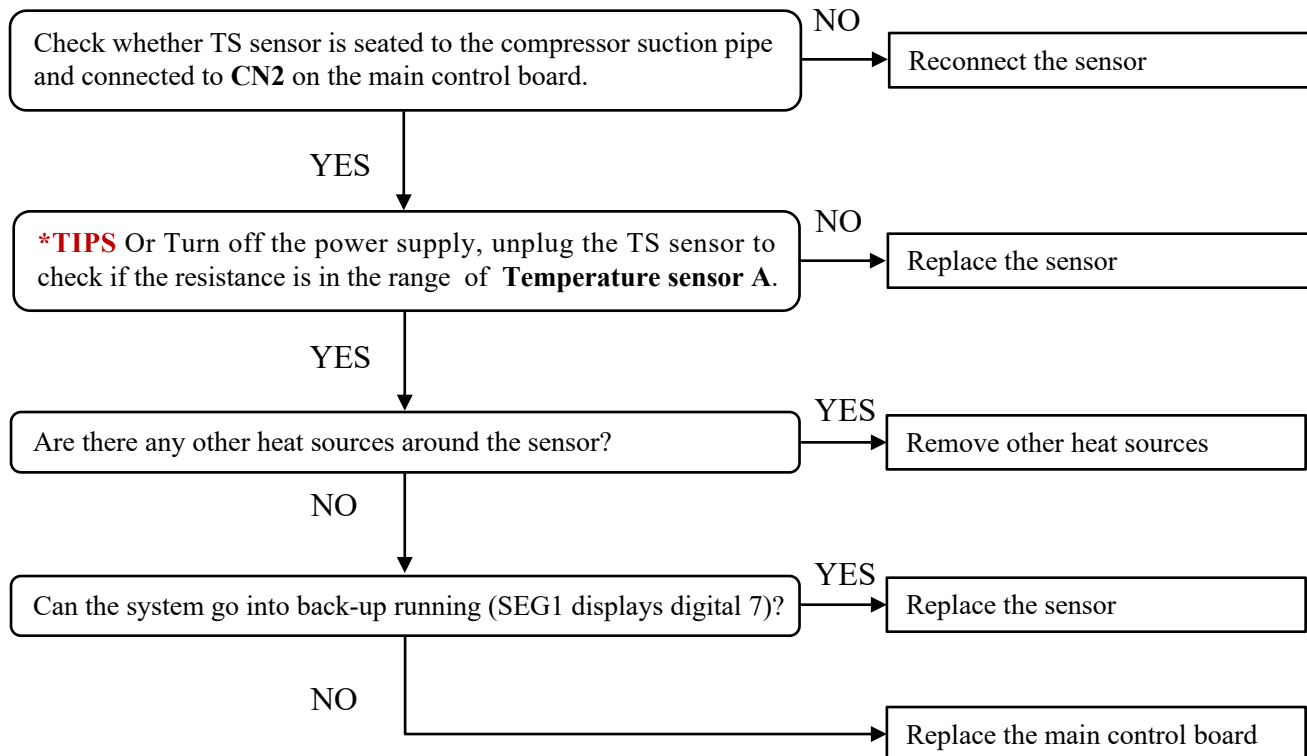 Check whether TS sensor is seated to the compressor suction pipe
and connected to CN2 on the main control board.
NO
Reconnect the sensor
YES
*TIPS Or Turn off the power supply, unplug the TS sensor to
check if the resistance is in the range of Temperature sensor A.
NO
Replace the sensor
YES
Are there any other heat sources around the sensor?
YES
Remove other heat sources
NO
Can the system go into back-up running (SEG1 displays digital 7)?
YES
Replace the sensor
NO
Replace the main control board